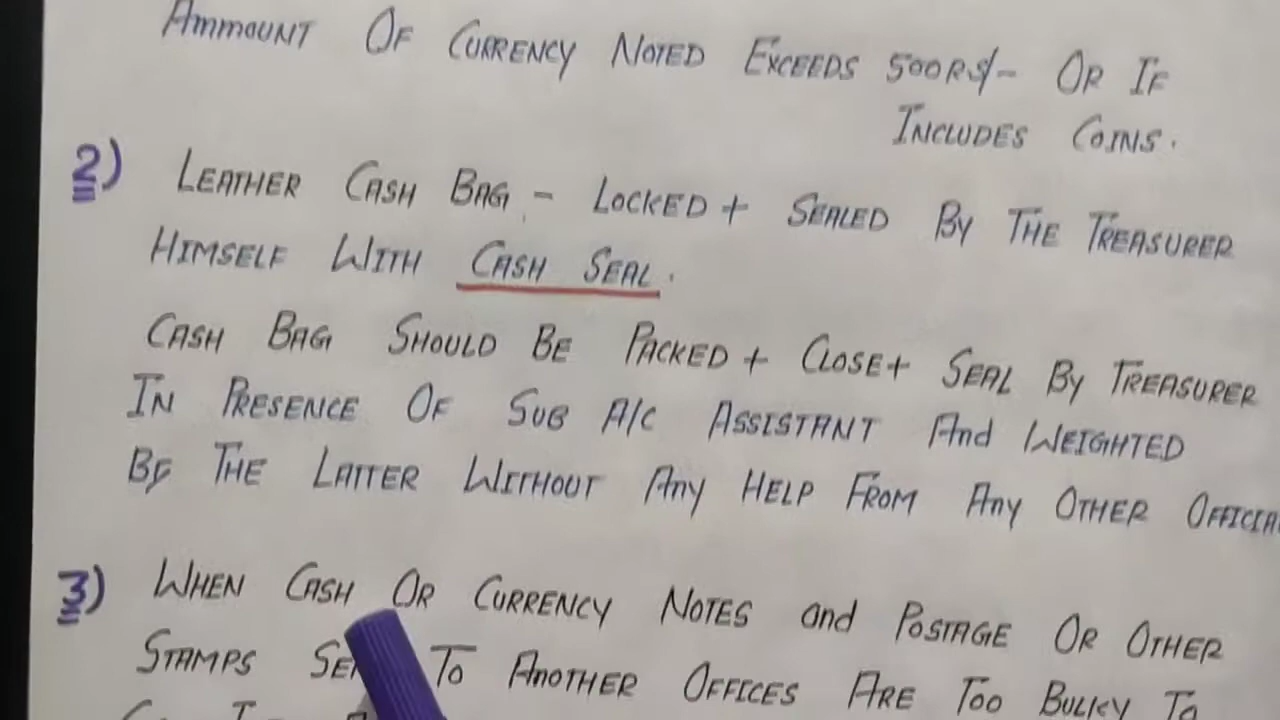 AMMOUNT OF CURRENCY NOTED EXCEEDS 500RS/- OR IF
INCLUDES COINS.
2) LEATHER CASH BAG - LOCKED + SEALED BY THE TREASURER
HIMSELF WITH CASH SEAL.
CASH BAG SHOULD BE PACKED + CLOSE + SEAL BY TREASURER
IN PRESENCE OF SUB A/C ASSISTANT And WEIGHTED
BY THE LATTER WITHOUT Any HELP FROM Any OTHER OFFICIA
3) WHEN CASH OR CURRENCY NOTES and POSTAGE OR OTHER
STAMPS TO ANOTHER OFFICES ARE TOO BULKY TO